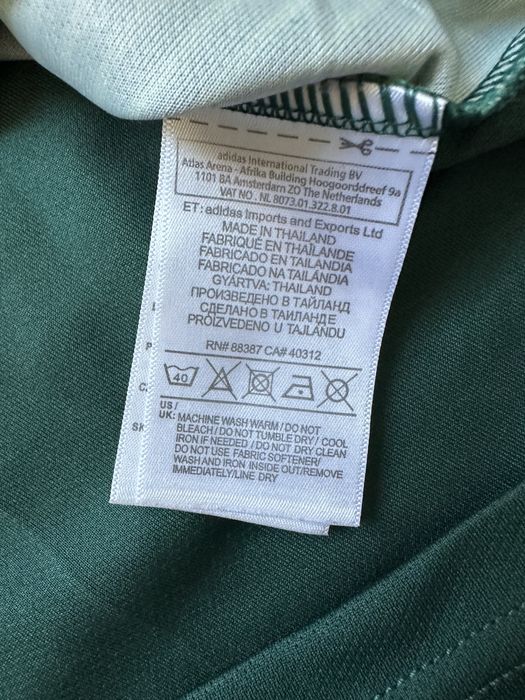 adidas International Trading BV
Atlas Arena - Afrika Building Hoogoorddreef 9a
1101 BA Amsterdam ZO The Netherlands
VAT NO . NL 8073.01.322.8.01
ET: adidas Imports and Exports Ltd
MADE IN THAILAND
FABRIQUÉ EN THAÏLANDE
FABRICADO EN TAILANDIA
FABRICADO NA TAILÂNDIA
GYÁRTVA: THAILAND
ПРОИЗВЕДЕНО В ТАЙЛАНД
СДЕЛАНО В ТАИЛАНДЕ
PROIZVEDENO U TAJLANDU
RN# 88387 CA# 40312
40
US /
UK: MACHINE WASH WARM / DO NOT
BLEACH / DO NOT TUMBLE DRY / COOL
IRON IF NEEDED / DO NOT DRY CLEAN
DO NOT USE FABRIC SOFTENER/
WASH AND IRON INSIDE OUT/REMOVE
IMMEDIATELY/LINE DRY